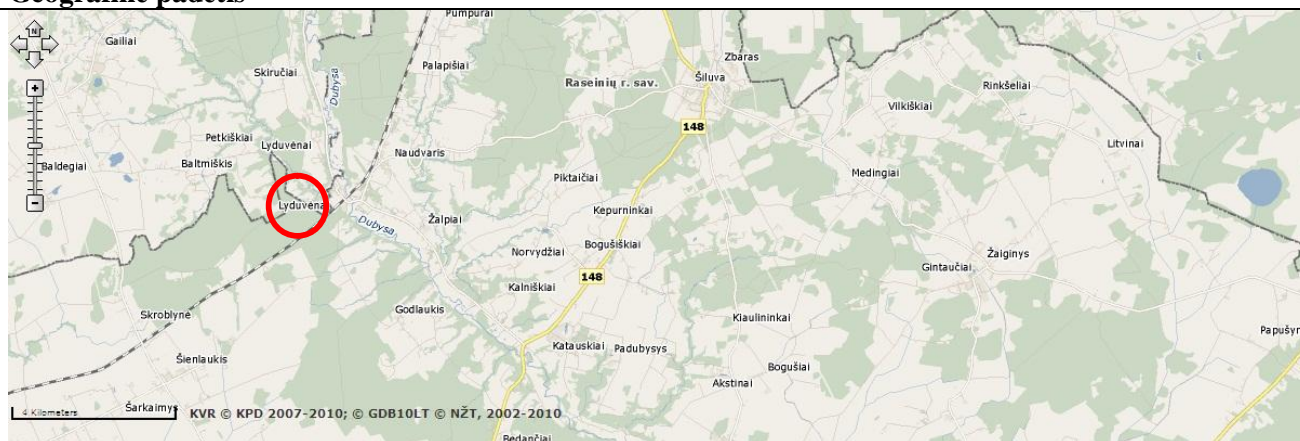 Geografinė padėtis
Pumpurai
N
Gailiai
Zbaras
Palapišiai
Skiručiai
Šiluva
Dubysa
Raseinių r. sav.
Rinkšeliai
Vilkiškiai
148
Petkiškiai
Lyduvėnai
Litvinai
Naudvaris
Baltmiškis
Baldegiai
Medingiai
Piktaičiai
Lyduvėnai
Kepurninkai
Dubysa
Žalpiai
Bogušiškiai
Norvydžiai
Žaiginys
Gintaučiai
148
Kalniškiai
Godlaukis
Skroblynė
Kiaulininkai
Papušyn
Katauskiai
Padubysys
Šienlaukis
Bogušiai
Akstinai
4 Kilometers
Šarkaimys
KVR © KPD 2007-2010; © GDB10LT © NŽT, 2002-2010
Bedančiai